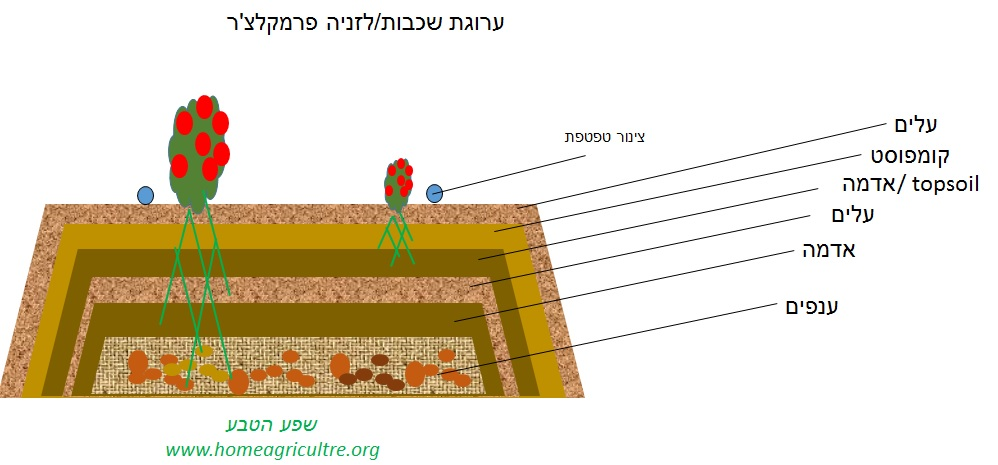 ערוגת שכבות/לזניה פרמקלצ'ר
צינור טפטפת
עלים
קומפוסט
אדמה/ topsoil
עלים
אדמה
ענפים
שפע הטבע
www.homeagricultre.org